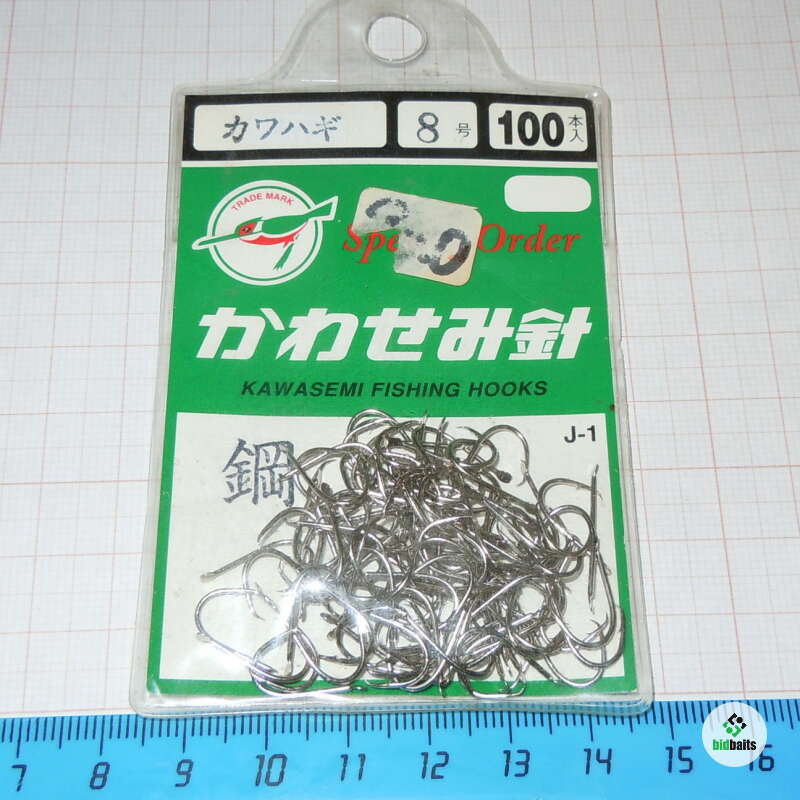 カワハギ 8号 100本入
TRADE MARK
Order
かわせみ針
KAWASEMI FISHING HOOKS
J-1
鋼
7 8 9 10 11 12 13 14 15 16
bidbaits